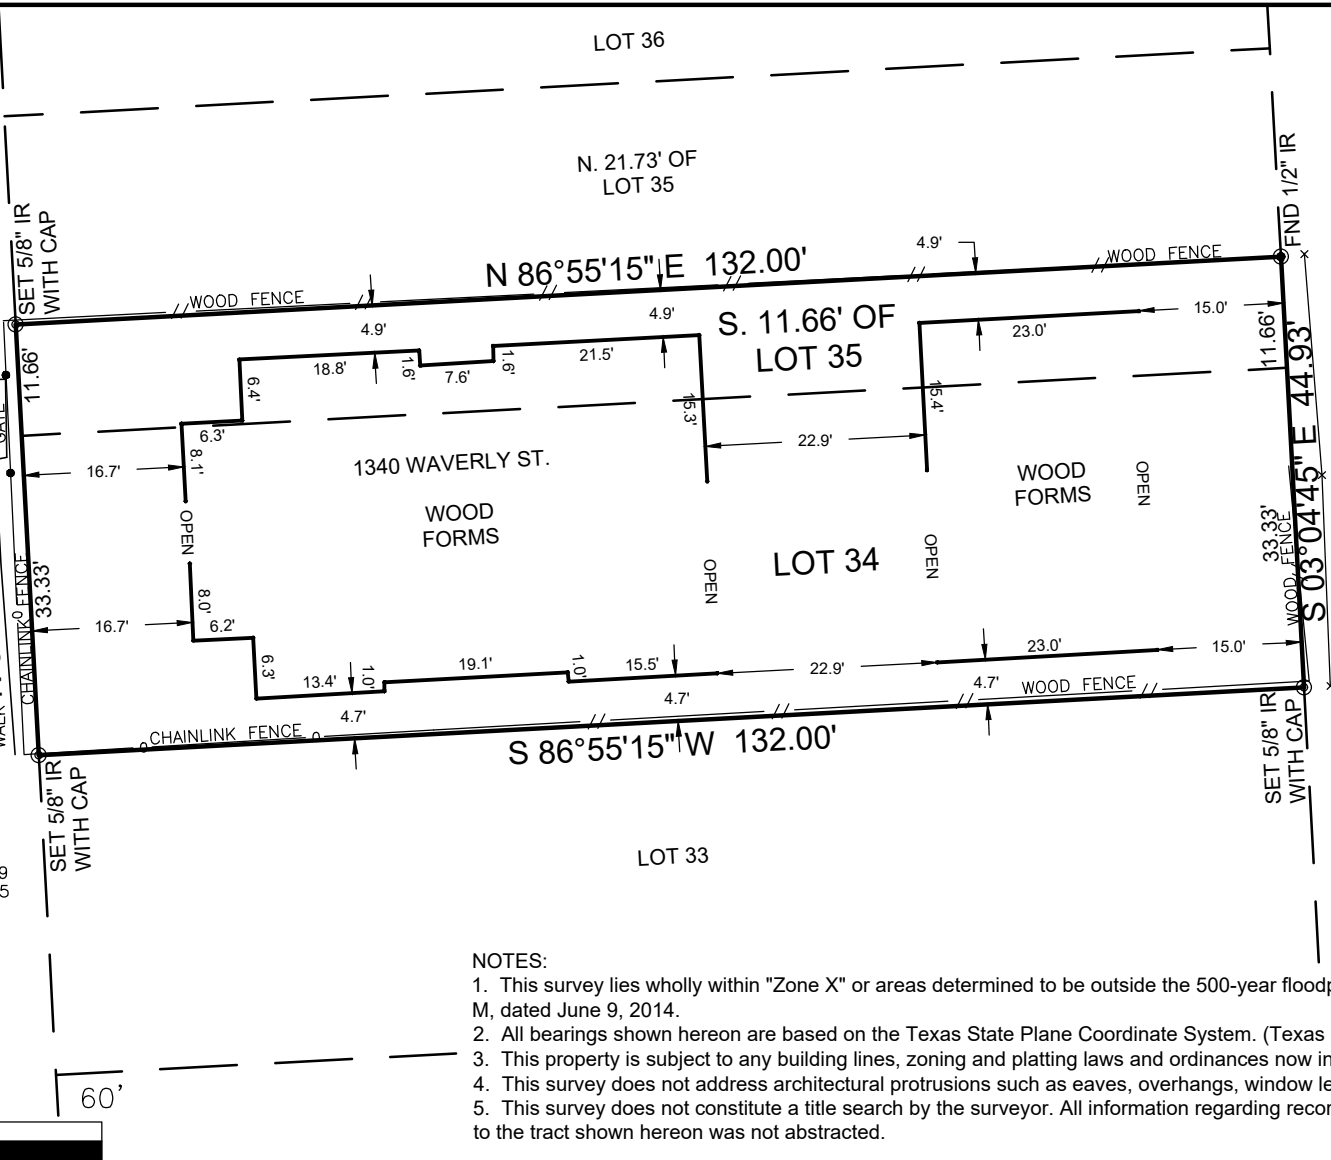 LOT 36
N. 21.73' OF
LOT 35
SET 5/8" IR
WITH CAP
FND 1/2" IR
N 86°55'15" E  132.00'
4.9'
WOOD FENCE
WOOD FENCE
4.9'
4.9'
S. 11.66' OF
LOT 35
23.0'
15.0'
11.66'
11.66'
18.8'
1.6'
7.6'
1.6'
21.5'
6.4'
15.3'
15.4'
6.3'
8.1'
16.7'
22.9'
GATE
1340 WAVERLY ST.
WOOD
FORMS
WOOD
FORMS
OPEN
OPEN
OPEN
OPEN
LOT 34
S 03°04'45" E  44.93'
33.33'
33.33'
WOOD FENCE
CHAINLINK FENCE
8.0'
16.7'
6.2'
6.3'
13.4'
1.0'
19.1'
1.0'
15.5'
22.9'
23.0'
15.0'
4.7'
4.7'
4.7'
WOOD FENCE
CHAINLINK FENCE
S 86°55'15" W  132.00'
SET 5/8" IR
WITH CAP
SET 5/8" IR
WITH CAP
LOT 33
9
5
60'
NOTES:
1.  This survey lies wholly within "Zone X" or areas determined to be outside the 500-year floodp
M, dated June 9, 2014.
2.  All bearings shown hereon are based on the Texas State Plane Coordinate System. (Texas
3.  This property is subject to any building lines, zoning and platting laws and ordinances now in
4.  This survey does not address architectural protrusions such as eaves, overhangs, window le
5.  This survey does not constitute a title search by the surveyor. All information regarding recor
to the tract shown hereon was not abstracted.